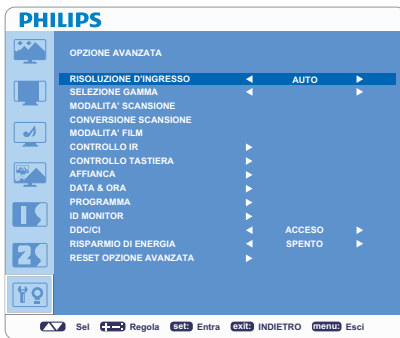 PHILIPS
OPZIONE AVANZATA
RISOLUZIONE D'INGRESSO AUTO
SELEZIONE GAMMA
MODALITA' SCANSIONE
CONVERSIONE SCANSIONE
MODALITA' FILM
CONTROLLO IR
CONTROLLO TASTIERA
AFFIANCA
DATA & ORA
PROGRAMMA
ID MONITOR
DDC/CI ACCESO
RISPARMIO DI ENERGIA SPENTO
RESET OPZIONE AVANZATA
Sel Regola set: Entra exit: INDIETRO menu: Esci